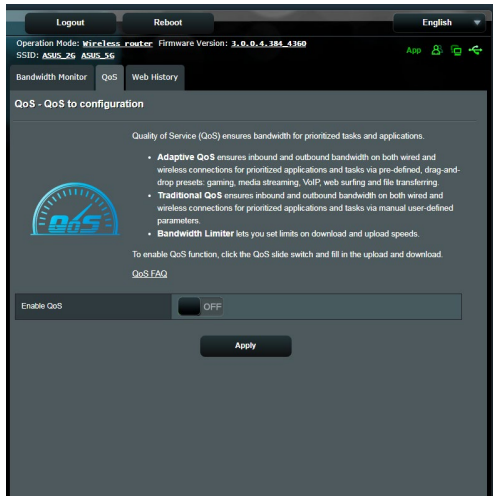 Logout Reboot English
Operation Mode: Wireless router Firmware Version: 3.0.0.4.384_4360
SSID: ASUS_2G ASUS_5G
App
Bandwidth Monitor QoS Web History
QoS - QoS to configuration
Quality of Service (QoS) ensures bandwidth for prioritized tasks and applications.
• Adaptive QoS ensures inbound and outbound bandwidth on both wired and
wireless connections for prioritized applications and tasks via pre-defined, drag-and-
drop presets: gaming, media streaming, VoIP, web surfing and file transferring.
• Traditional QoS ensures inbound and outbound bandwidth on both wired and
wireless connections for prioritized applications and tasks via manual user-defined
parameters.
• Bandwidth Limiter lets you set limits on download and upload speeds.
QoS
To enable QoS function, click the QoS slide switch and fill in the upload and download.
QoS FAQ
Enable QoS OFF
Apply